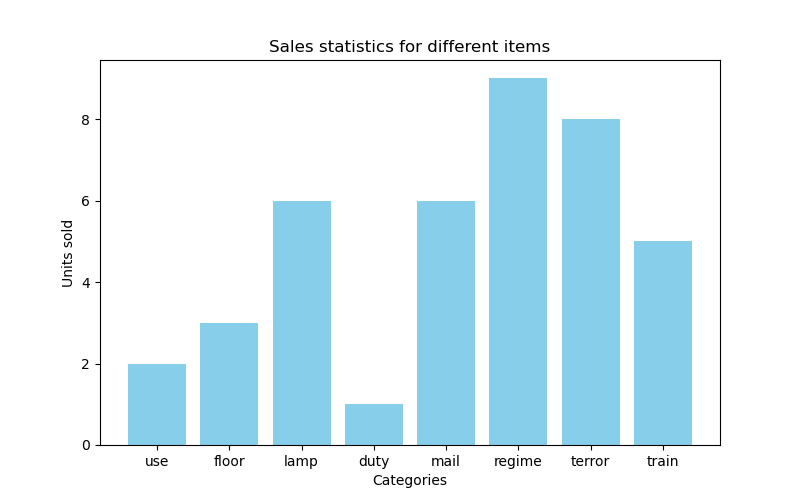 Sales statistics for different items
8
6
4
2
0
Units sold
use floor lamp duty mail regime terror train
Categories